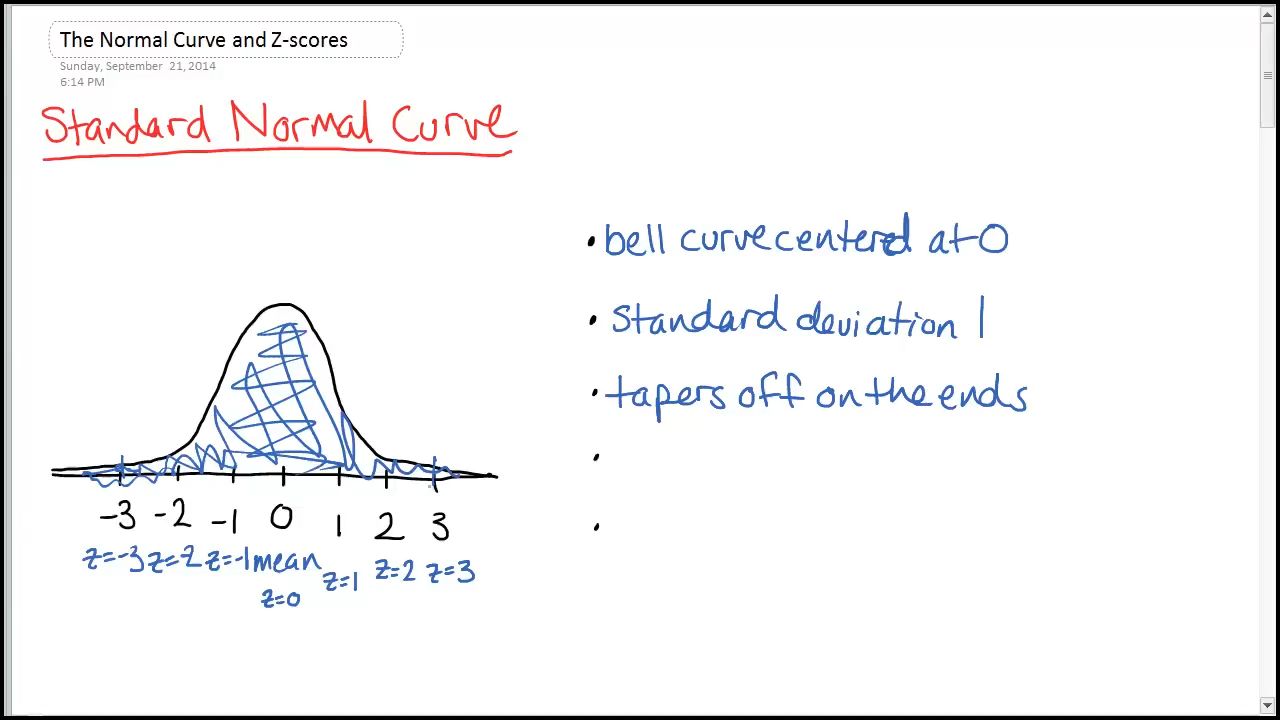 The Normal Curve and Z-scores
Sunday, September 21, 2014
6:14 PM
Standard Normal Curve
• bell curve centered at 0
• Standard deviation 1
• tapers off on the ends
•
•
-3 -2 -1 0 1 2 3
z=-3 z=-2 z=-1 mean z=1 z=2 z=3
z=0